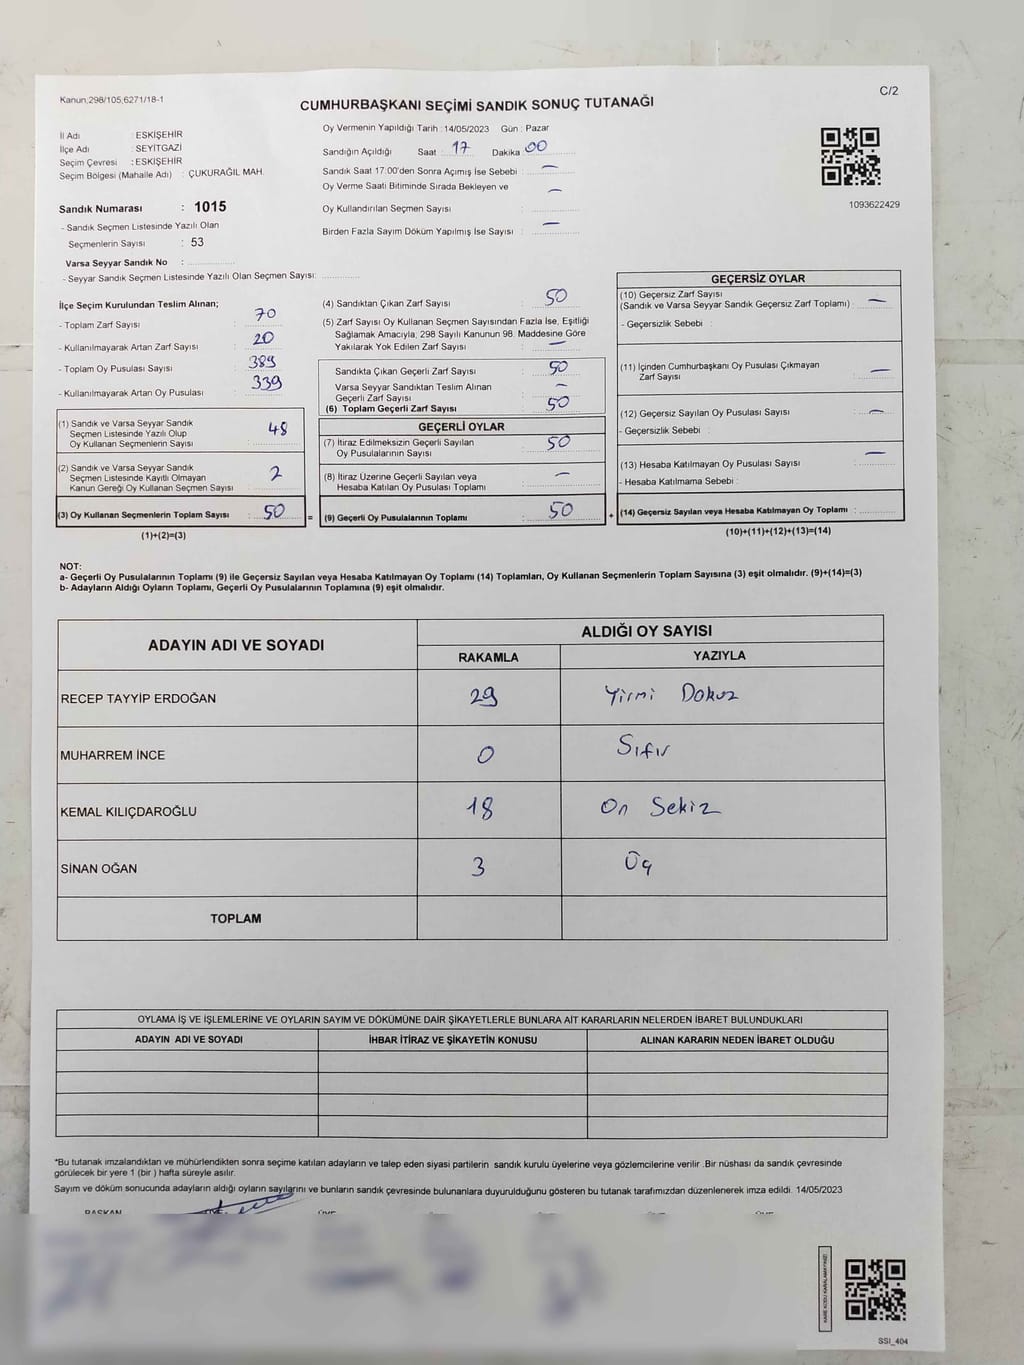 Kanun;298/105,6271/18-1
C/2
CUMHURBAŞKANI SEÇİMİ SANDIK SONUÇ TUTANAĞI
İl Adı : ESKİŞEHİR
İlçe Adı : SEYİTGAZİ
Seçim Çevresi : ESKİŞEHİR
Seçim Bölgesi (Mahalle Adı) : ÇUKURAĞIL MAH.
Oy Vermenin Yapıldığı Tarih : 14/05/2023 Gün : Pazar
Sandığın Açıldığı Saat : 17 Dakika : 00
Sandık Saat 17:00'den Sonra Açımış İse Sebebi : —
Oy Verme Saati Bitiminde Sırada Bekleyen ve —
Oy Kullandırılan Seçmen Sayısı :
Birden Fazla Sayım Döküm Yapılmış İse Sayısı : —
1093622429
Sandık Numarası : 1015
- Sandık Seçmen Listesinde Yazılı Olan
Seçmenlerin Sayısı : 53
Varsa Seyyar Sandık No :
- Seyyar Sandık Seçmen Listesinde Yazılı Olan Seçmen Sayısı:
İlçe Seçim Kurulundan Teslim Alınan;
- Toplam Zarf Sayısı : 70
- Kullanılmayarak Artan Zarf Sayısı : 20
- Toplam Oy Pusulası Sayısı : 389
- Kullanılmayarak Artan Oy Pusulası : 339
(1) Sandık ve Varsa Seyyar Sandık
Seçmen Listesinde Yazılı Olup
Oy Kullanan Seçmenlerin Sayısı : 48
(2) Sandık ve Varsa Seyyar Sandık
Seçmen Listesinde Kayıtlı Olmayan
Kanun Gereği Oy Kullanan Seçmen Sayısı : 2
(3) Oy Kullanan Seçmenlerin Toplam Sayısı : 50
(1)+(2)=(3)
=
(4) Sandıktan Çıkan Zarf Sayısı : 50
(5) Zarf Sayısı Oy Kullanan Seçmen Sayısından Fazla İse, Eşitliği
Sağlamak Amacıyla; 298 Sayılı Kanunun 98. Maddesine Göre
Yakılarak Yok Edilen Zarf Sayısı : —
Sandıkta Çıkan Geçerli Zarf Sayısı : 50
Varsa Seyyar Sandıktan Teslim Alınan
Geçerli Zarf Sayısı : —
(6) Toplam Geçerli Zarf Sayısı : 50
GEÇERLİ OYLAR
(7) İtiraz Edilmeksizin Geçerli Sayılan
Oy Pusulalarının Sayısı : 50
(8) İtiraz Üzerine Geçerli Sayılan veya
Hesaba Katılan Oy Pusulası Toplamı : —
(9) Geçerli Oy Pusulalarının Toplamı : 50
+
GEÇERSİZ OYLAR
(10) Geçersiz Zarf Sayısı
(Sandık ve Varsa Seyyar Sandık Geçersiz Zarf Toplamı) : —
- Geçersizlik Sebebi :
(11) İçinden Cumhurbaşkanı Oy Pusulası Çıkmayan
Zarf Sayısı : —
(12) Geçersiz Sayılan Oy Pusulası Sayısı : —
- Geçersizlik Sebebi :
(13) Hesaba Katılmayan Oy Pusulası Sayısı : —
- Hesaba Katılmama Sebebi :
(14) Geçersiz Sayılan veya Hesaba Katılmayan Oy Toplamı :
(10)+(11)+(12)+(13)=(14)
NOT:
a- Geçerli Oy Pusulalarının Toplamı (9) ile Geçersiz Sayılan veya Hesaba Katılmayan Oy Toplamı (14) Toplamları, Oy Kullanan Seçmenlerin Toplam Sayısına (3) eşit olmalıdır. (9)+(14)=(3)
b- Adayların Aldığı Oyların Toplamı, Geçerli Oy Pusulalarının Toplamına (9) eşit olmalıdır.
ADAYIN ADI VE SOYADI ALDIĞI OY SAYISI
RAKAMLA YAZIYLA
RECEP TAYYİP ERDOĞAN 29 Yirmi Dokuz
MUHARREM İNCE 0 Sıfır
KEMAL KILIÇDAROĞLU 18 On Sekiz
SİNAN OĞAN 3 Üç
TOPLAM
OYLAMA İŞ VE İŞLEMLERİNE VE OYLARIN SAYIM VE DÖKÜMÜNE DAİR ŞİKAYETLERLE BUNLARA AİT KARARLARIN NELERDEN İBARET BULUNDUKLARI
ADAYIN ADI VE SOYADI İHBAR İTİRAZ VE ŞİKAYETİN KONUSU ALINAN KARARIN NEDEN İBARET OLDUĞU
*Bu tutanak imzalandıktan ve mühürlendikten sonra seçime katılan adayların ve talep eden siyasi partilerin sandık kurulu üyelerine veya gözlemcilerine verilir .Bir nüshası da sandık çevresinde
görülecek bir yere 1 (bir ) hafta süreyle asılır.
Sayım ve döküm sonucunda adayların aldığı oyların sayılarını ve bunların sandık çevresinde bulunanlara duyurulduğunu gösteren bu tutanak tarafımızdan düzenlenerek imza edildi. 14/05/2023
BAŞKAN
SSI_404